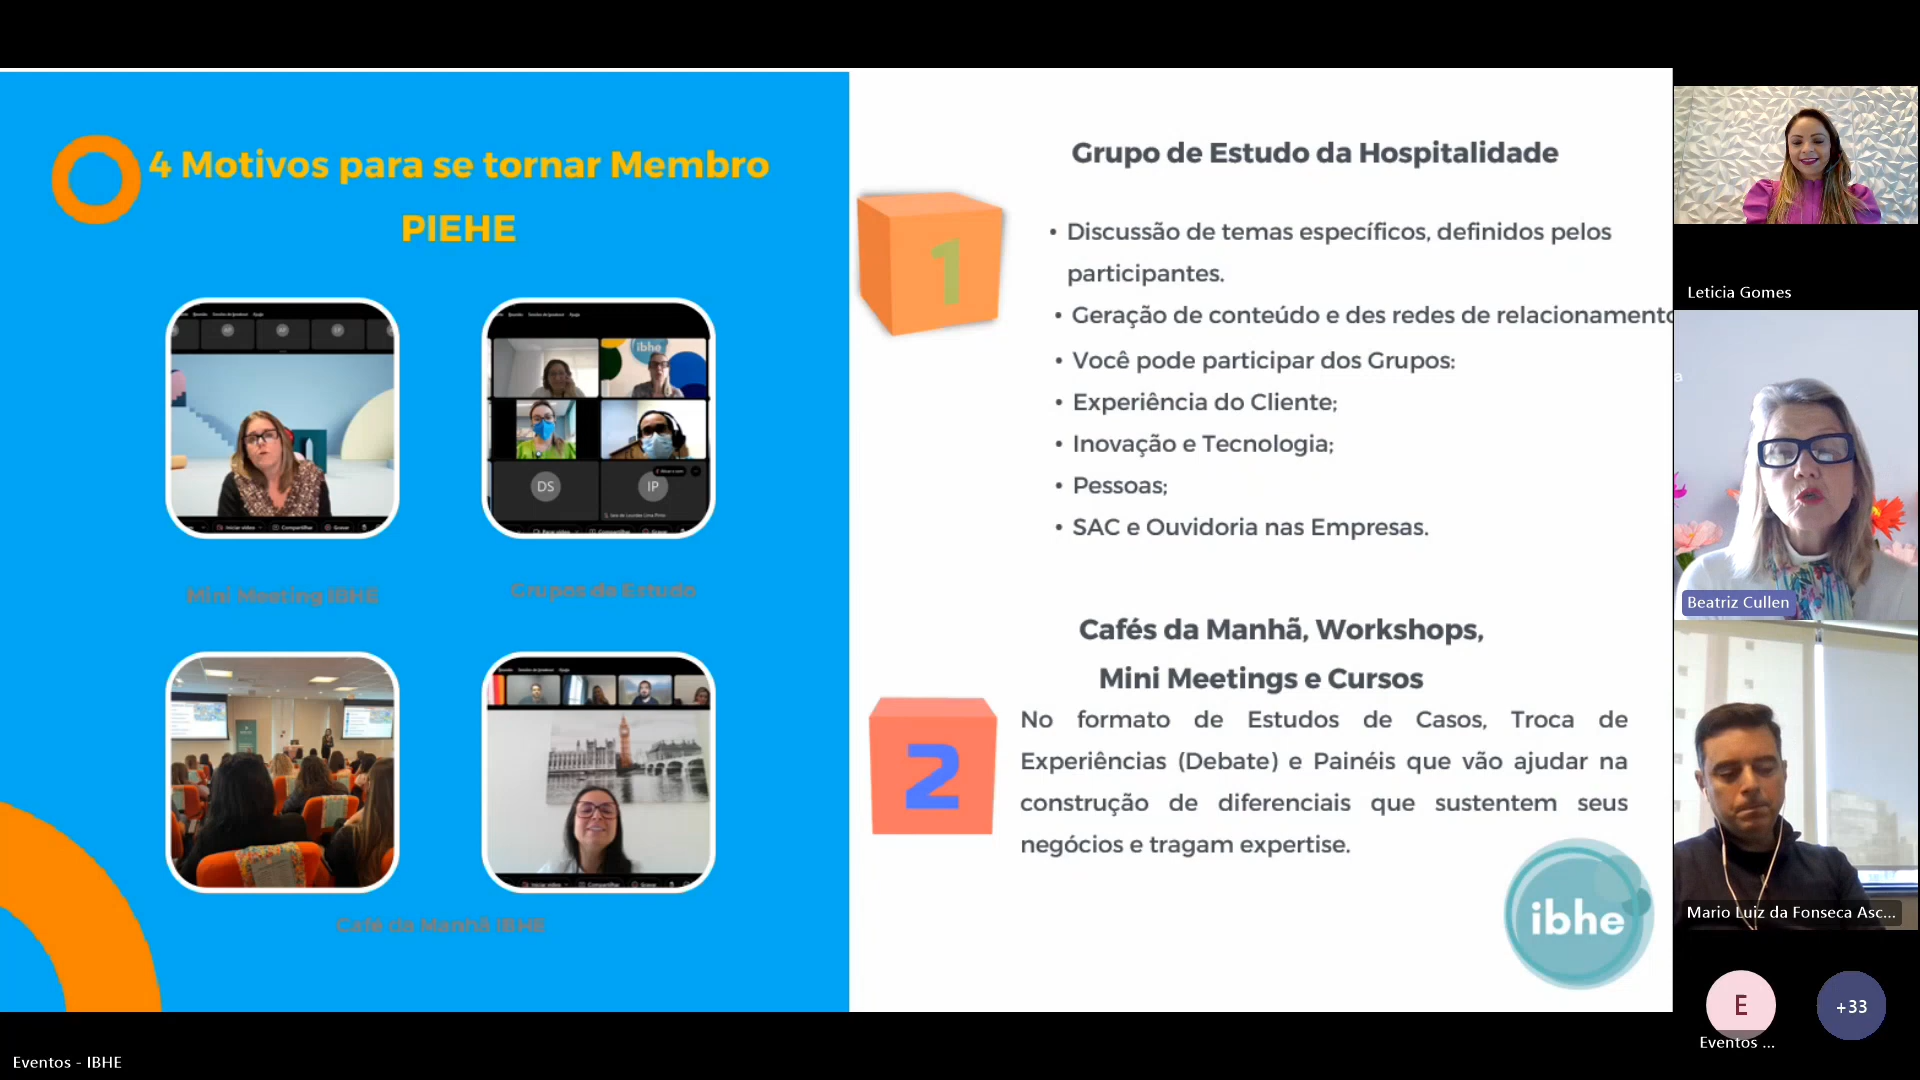 4 Motivos para se tornar Membro
PIEHE
Mini Meeting IBHE
Grupos de Estudo
ibhe
DS
IP
Café da Manhã IBHE
1
Grupo de Estudo da Hospitalidade
• Discussão de temas específicos, definidos pelos
participantes.
• Geração de conteúdo e des redes de relacionamento
• Você pode participar dos Grupos:
• Experiência do Cliente;
• Inovação e Tecnologia;
• Pessoas;
• SAC e Ouvidoria nas Empresas.
2
Cafés da Manhã, Workshops,
Mini Meetings e Cursos
No formato de Estudos de Casos, Troca de
Experiências (Debate) e Painéis que vão ajudar na
construção de diferenciais que sustentem seus
negócios e tragam expertise.
ibhe
Leticia Gomes
a
Beatriz Cullen
Mario Luiz da Fonseca Asc...
E
+33
Eventos ...
Eventos - IBHE